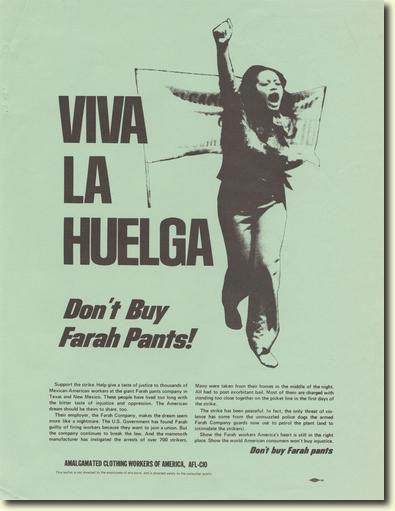 VIVA
LA
HUELGA
Don't Buy
Farah Pants!
Support the strike. Help give a taste of justice to thousands of
Mexican-American workers at the giant Farah pants company in
Texas and New Mexico. These people have lived too long with
the bitter taste of injustice and oppression. The American
dream should be theirs to share, too.
Their employer, the Farah Company, makes the dream seem
more like a nightmare. The U.S. Government has found Farah
guilty of firing workers because they want to join a union. But
the company continues to break the law. And the mammoth
manufacturer has instigated the arrests of over 700 strikers.
Many were taken from their homes in the middle of the night.
All had to post exorbitant bail. Most of them are charged with
standing too close together on the picket line in the first days of
the strike.
The strike has been peaceful. In fact, the only threat of vio-
lence has come from the unmuzzled police dogs the armed
Farah Company guards now use to patrol the plant (and to
intimidate the strikers).
Show the Farah workers America's heart is still in the right
place. Show the world American consumers won't buy injustice.
Don't buy Farah pants
AMALGAMATED CLOTHING WORKERS OF AMERICA, AFL-CIO
This leaflet is not directed to the employees of any store, and is directed solely to the consumer public.